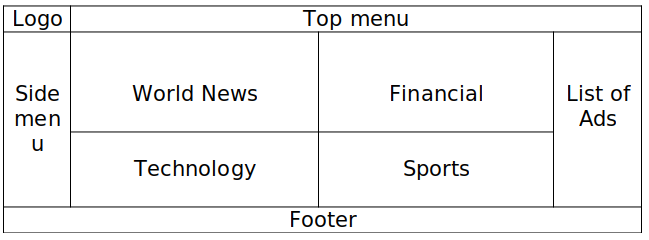 Logo
Top menu
Side
men
u
World News
Financial
List of
Ads
Technology
Sports
Footer